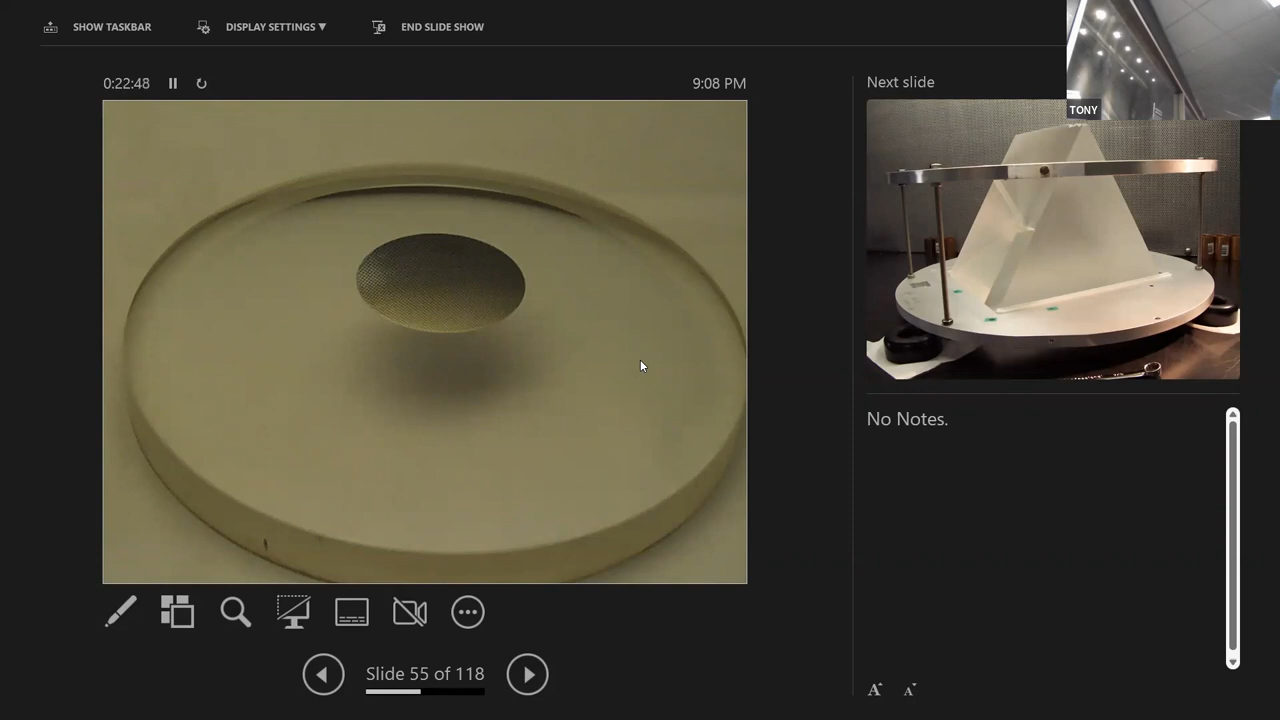 SHOW TASKBAR DISPLAY SETTINGS ▼ END SLIDE SHOW
TONY
0:22:48 9:08 PM
Next slide
No Notes.
Slide 55 of 118
A A